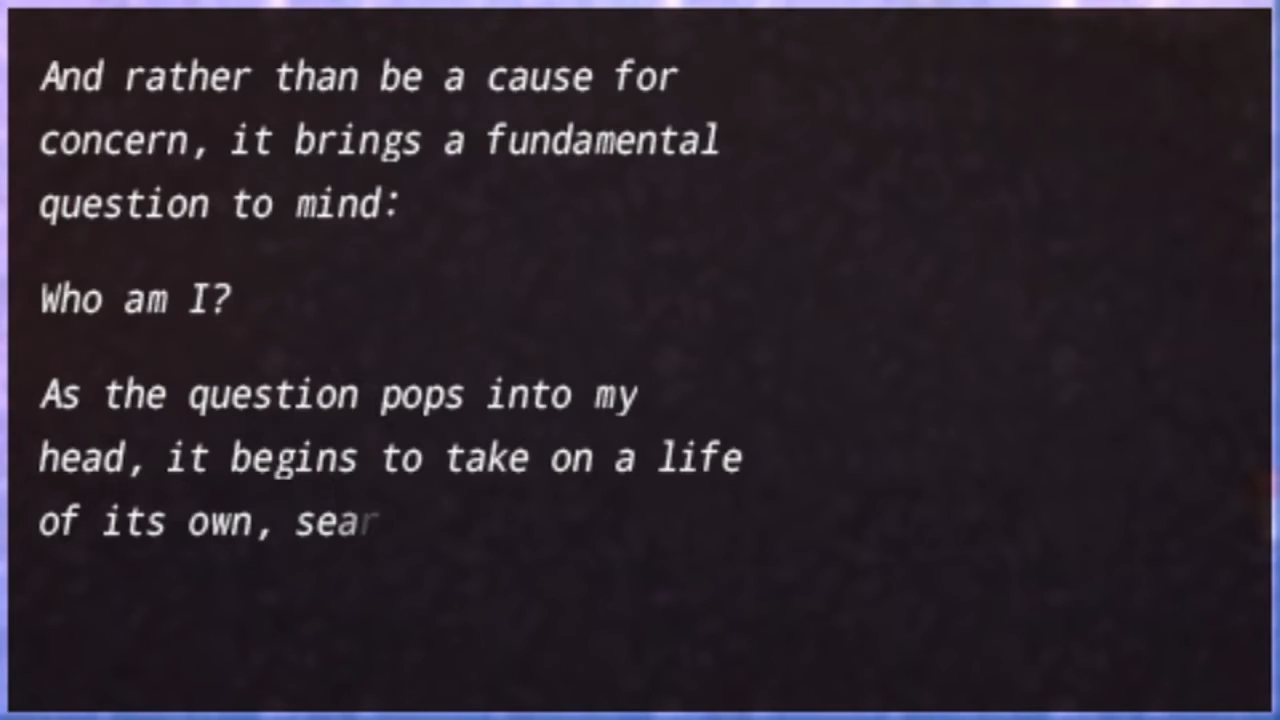 And rather than be a cause for
concern, it brings a fundamental
question to mind:
Who am I?
As the question pops into my
head, it begins to take on a life
of its own, sear